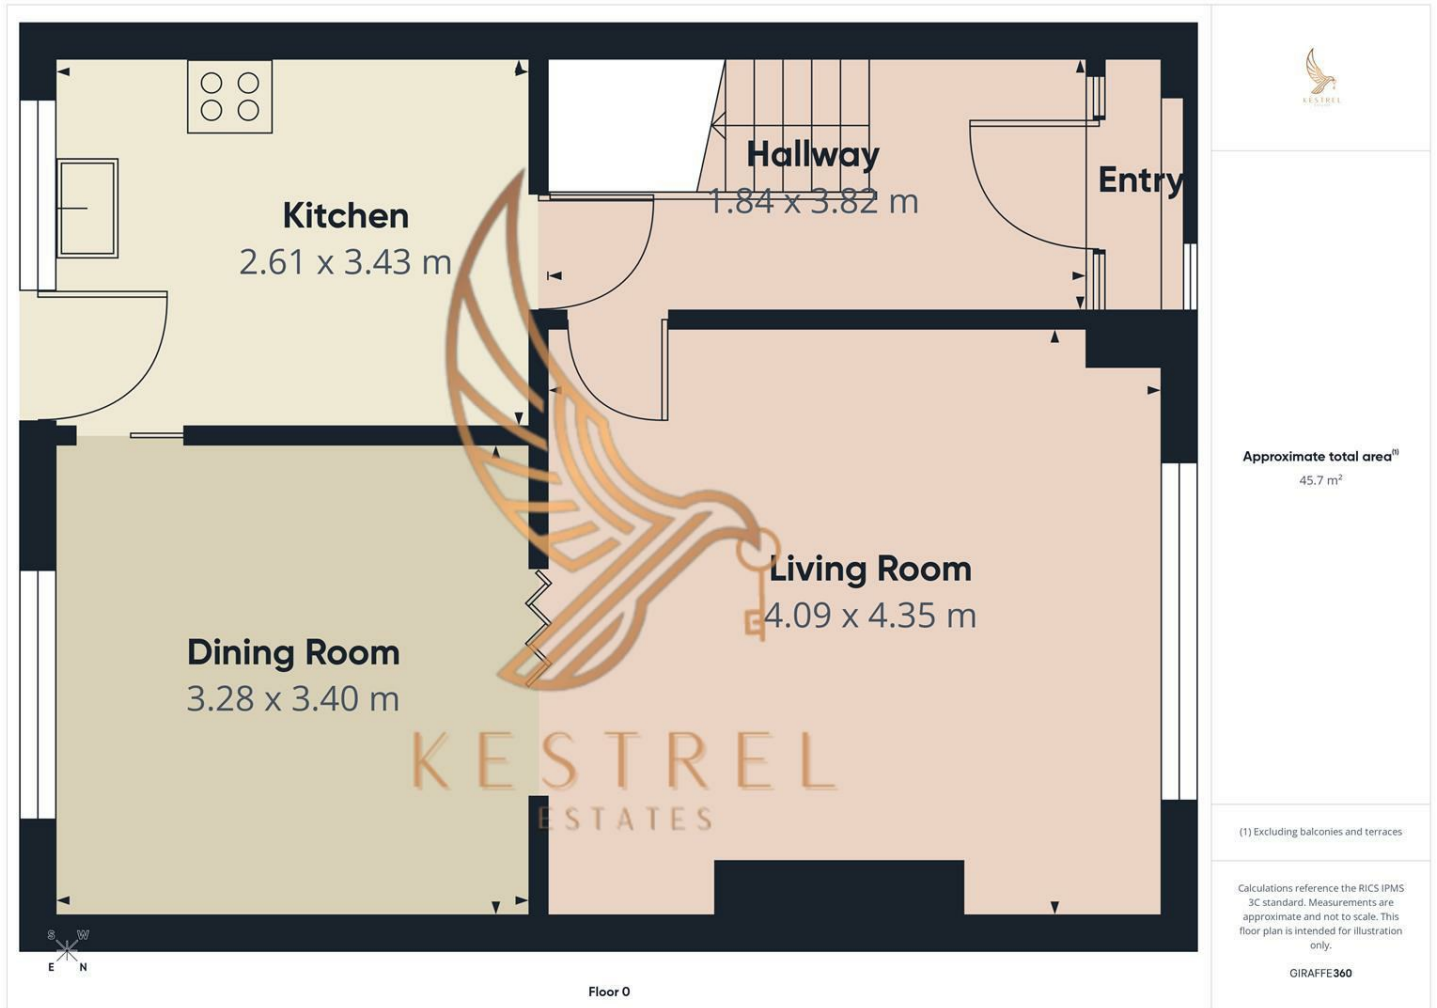 Kitchen
2.61 x 3.43 m
Hallway
1.84 x 3.82 m
Entry
Living Room
4.09 x 4.35 m
Dining Room
3.28 x 3.40 m
KESTREL
ESTATES
S W
E N
Floor 0
KESTREL
Approximate total area(1)
45.7 m²
(1) Excluding balconies and terraces
Calculations reference the RICS IPMS
3C standard. Measurements are
approximate and not to scale. This
floor plan is intended for illustration
only.
GIRAFFE360